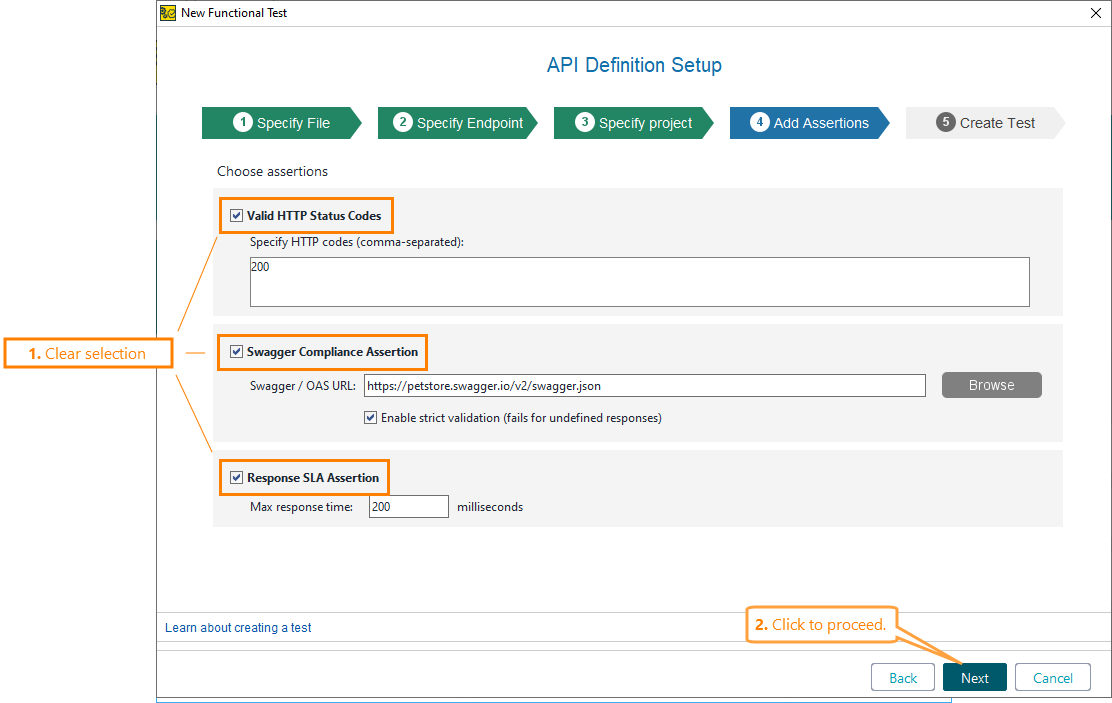 New Functional Test
API Definition Setup
1 Specify File
2 Specify Endpoint
3 Specify project
4 Add Assertions
5 Create Test
Choose assertions
Valid HTTP Status Codes
Specify HTTP codes (comma-separated):
200
1. Clear selection
Swagger Compliance Assertion
Swagger / OAS URL: https://petstore.swagger.io/v2/swagger.json Browse
Enable strict validation (fails for undefined responses)
Response SLA Assertion
Max response time: 200 milliseconds
Learn about creating a test
2. Click to proceed.
Back Next Cancel